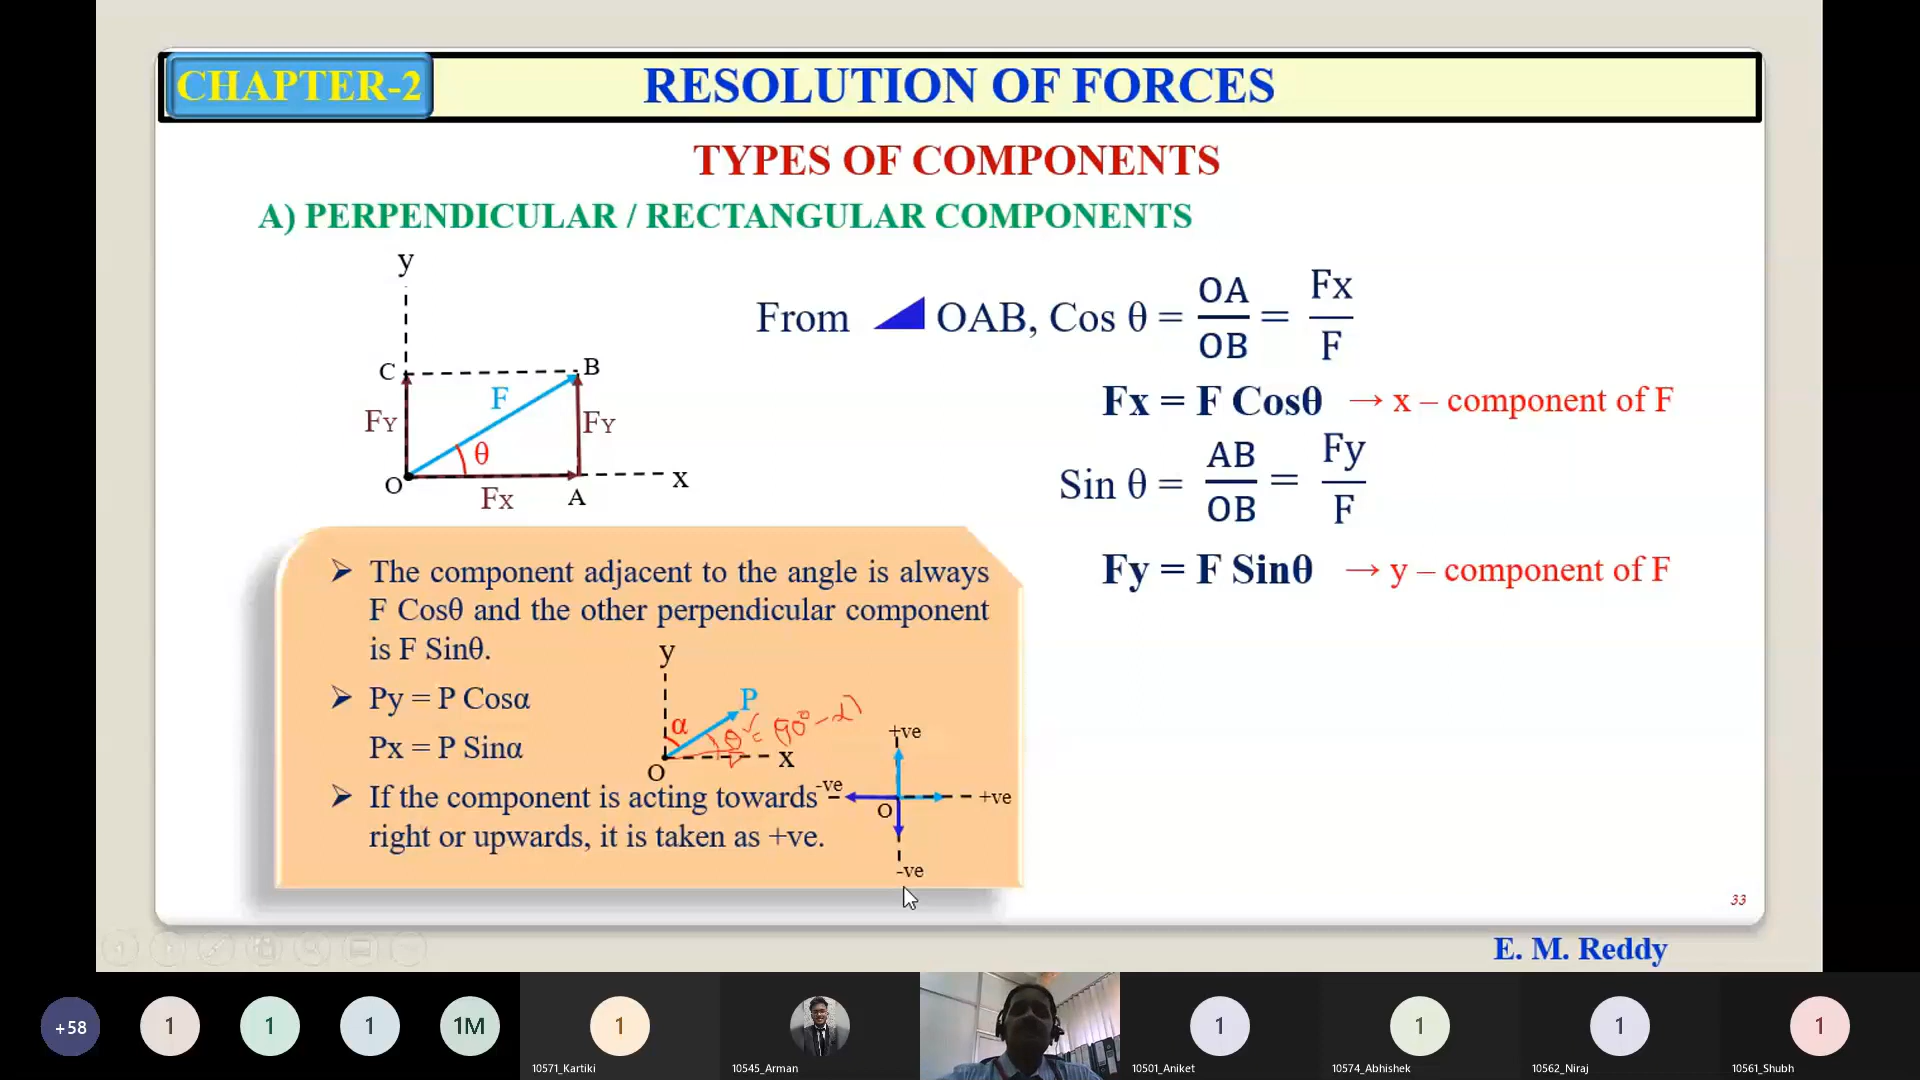 CHAPTER-2
RESOLUTION OF FORCES
TYPES OF COMPONENTS
A) PERPENDICULAR / RECTANGULAR COMPONENTS
y
C
B
F
FY
FY
θ
O
FX
A
x
From OAB, Cos θ = OA/OB = Fx/F
Fx = F Cosθ → x – component of F
Sin θ = AB/OB = Fy/F
Fy = F Sinθ → y – component of F
➢ The component adjacent to the angle is always
F Cosθ and the other perpendicular component
is F Sinθ.
➢ Py = P Cosα
Px = P Sinα
y
P
α
θ = (90° - α)
O
x
➢ If the component is acting towards
right or upwards, it is taken as +ve.
+ve
-ve
+ve
O
-ve
33
E. M. Reddy
+58
1
1
1
1M
1
10571_Kartiki
10545_Arman
1
10501_Aniket
1
10574_Abhishek
1
10562_Niraj
1
10561_Shubh